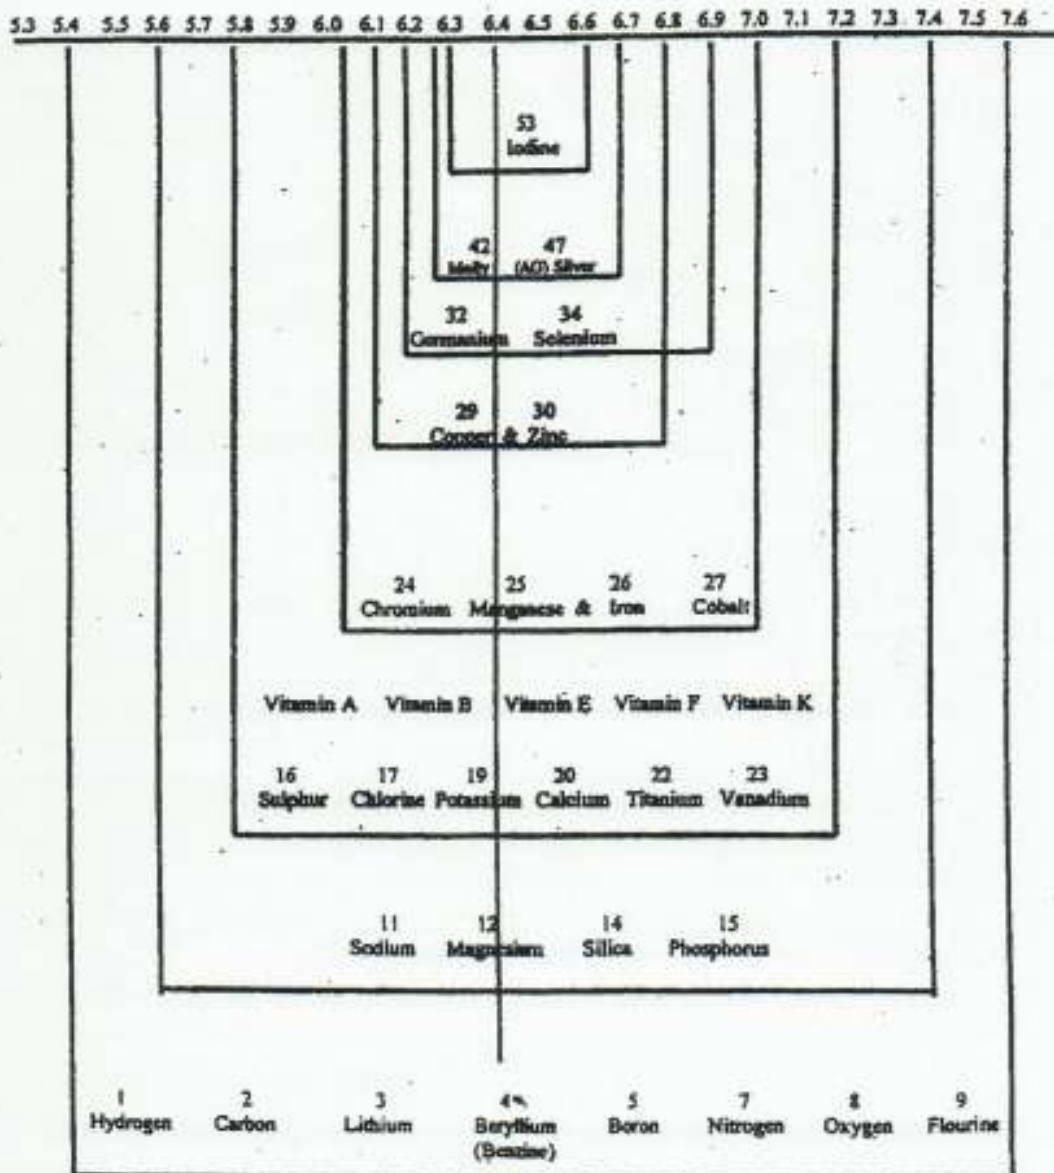 5.3 5.4 5.5 5.6 5.7 5.8 5.9 6.0 6.1 6.2 6.3 6.4 6.5 6.6 6.7 6.8 6.9 7.0 7.1 7.2 7.3 7.4 7.5 7.6
53
Iodine
42 47
Molly (AG) Silver
32 34
Germanium Selenium
29 30
Copper & Zinc
24 25 26 27
Chromium Manganese & Iron Cobalt
Vitamin A Vitamin B Vitamin E Vitamin F Vitamin K
16 17 19 20 22 23
Sulphur Chlorine Potassium Calcium Titanium Vanadium
11 12 14 15
Sodium Magnesium Silica Phosphorus
1 2 3 4 5 7 8 9
Hydrogen Carbon Lithium Beryllium Boron Nitrogen Oxygen Flourine
(Benzine)